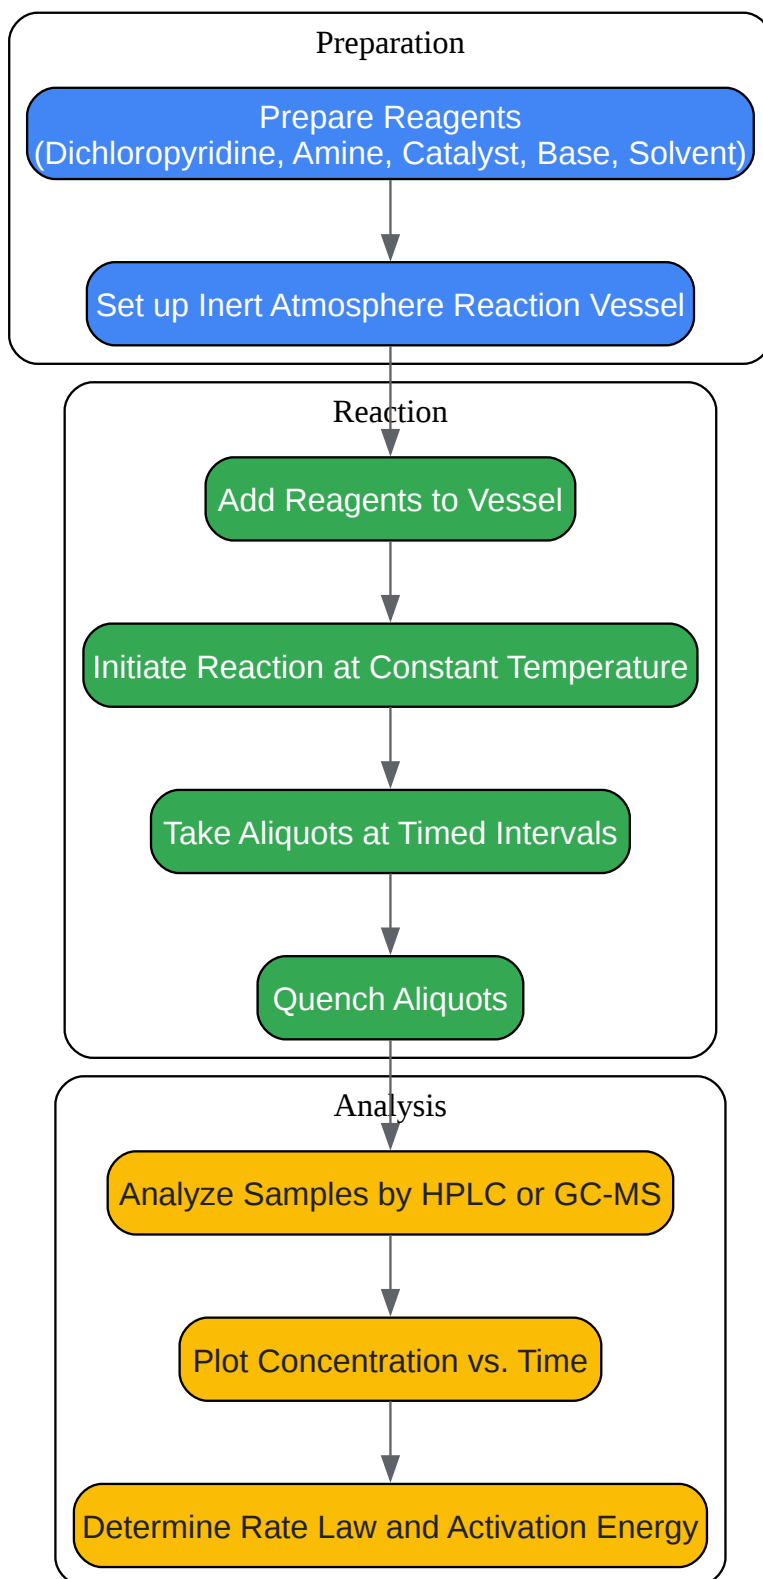 Preparation
Prepare Reagents
(Dichloropyridine, Amine, Catalyst, Base, Solvent)
Set up Inert Atmosphere Reaction Vessel
Reaction
Add Reagents to Vessel
Initiate Reaction at Constant Temperature
Take Aliquots at Timed Intervals
Quench Aliquots
Analysis
Analyze Samples by HPLC or GC-MS
Plot Concentration vs. Time
Determine Rate Law and Activation Energy